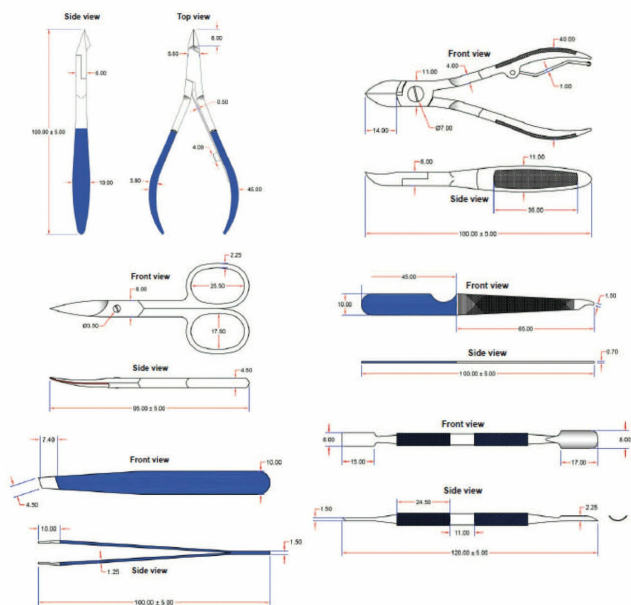 Side view
Top view
8.00
5.50
6.00
0.50
100.00 ± 5.00
4.00
10.00
3.50
45.00
Front view
40.00
11.00
4.00
1.00
14.00
Ø7.00
6.00
11.00
Side view
35.00
100.00 ± 5.00
Front view
2.25
6.00
25.50
Ø3.50
17.50
Side view
4.50
95.00 ± 5.00
45.00
Front view
10.00
1.50
65.00
Side view
0.70
100.00 ± 5.00
7.40
Front view
10.00
4.50
10.00
1.50
1.25
Side view
100.00 ± 5.00
Front view
6.00
8.00
15.00
17.00
Side view
1.50
24.50
2.25
11.00
120.00 ± 5.00